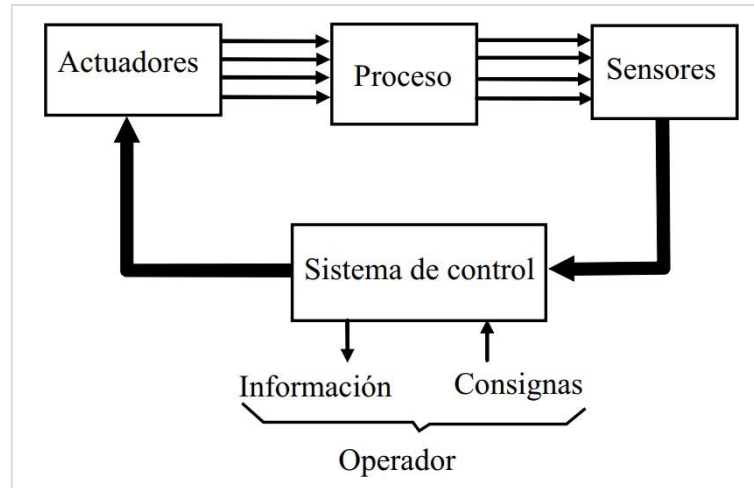 Actuadores
Proceso
Sensores
Sistema de control
Información
Consignas
Operador